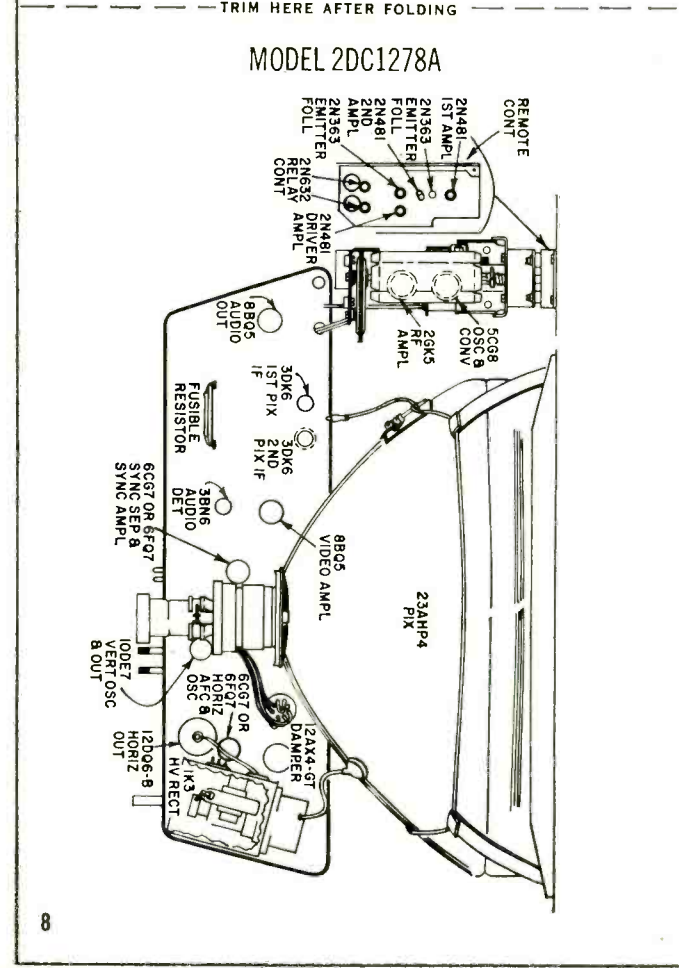 TRIM HERE AFTER FOLDING
MODEL 2DC1278A
REMOTE
CONT
2N481
1ST AMPL
2N363
EMITTER
FOLL
2N481
2ND
AMPL
2N363
EMITTER
FOLL
2N632
RELAY
CONT
2N481
DRIVER
AMPL
5CG8
OSC &
CONV
2GK5
RF
AMPL
8BQ5
AUDIO
OUT
3DK6
1ST PIX
IF
3DK6
2ND
PIX IF
FUSIBLE
RESISTOR
3BN6
AUDIO
DET
8BQ5
VIDEO AMPL
6CG7 OR 6FQ7
SYNC SEP &
SYNC AMPL
23AHP4
PIX
10DE7
VERT OSC
& OUT
6CG7 OR
6FQ7
HORIZ
AFC &
OSC
12AX4-GT
DAMPER
12DQ6-B
HORIZ
OUT
1K3
HV RECT
8